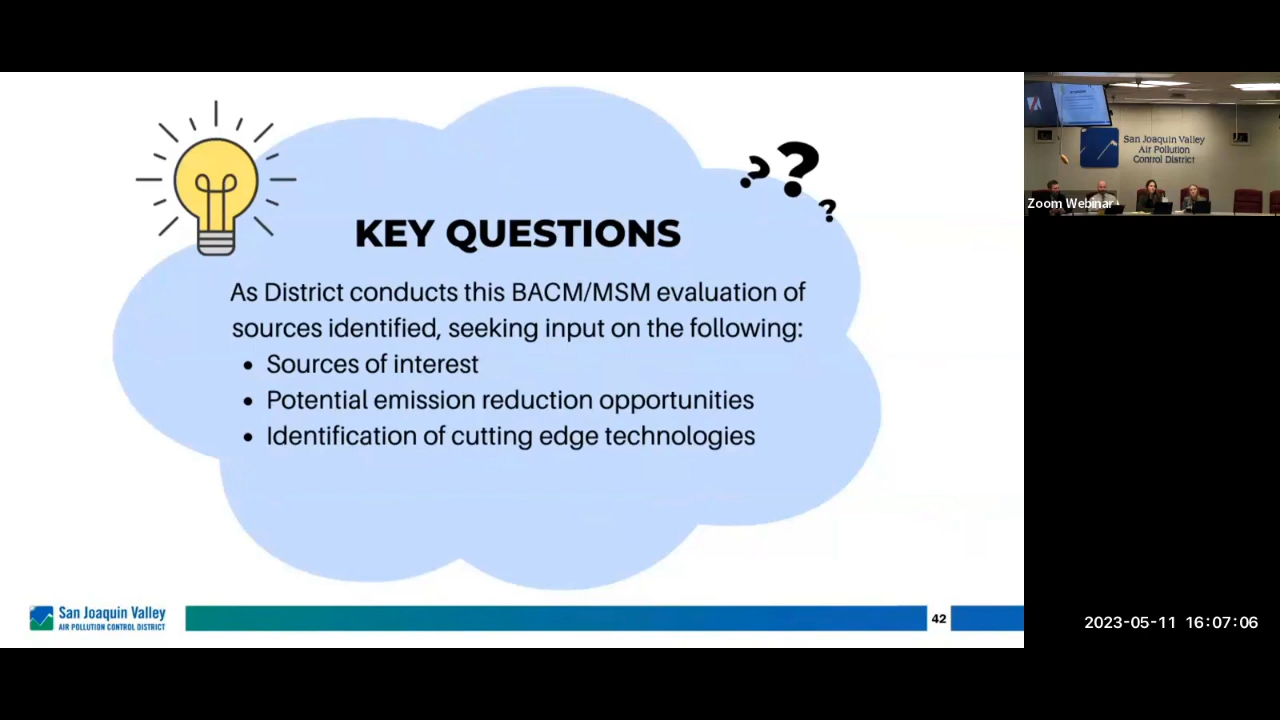 ? ? ?
KEY QUESTIONS
As District conducts this BACM/MSM evaluation of
sources identified, seeking input on the following:
• Sources of interest
• Potential emission reduction opportunities
• Identification of cutting edge technologies
San Joaquin Valley
AIR POLLUTION CONTROL DISTRICT
42
San Joaquin Valley
Air Pollution
Control District
Zoom Webinar
2023-05-11 16:07:06